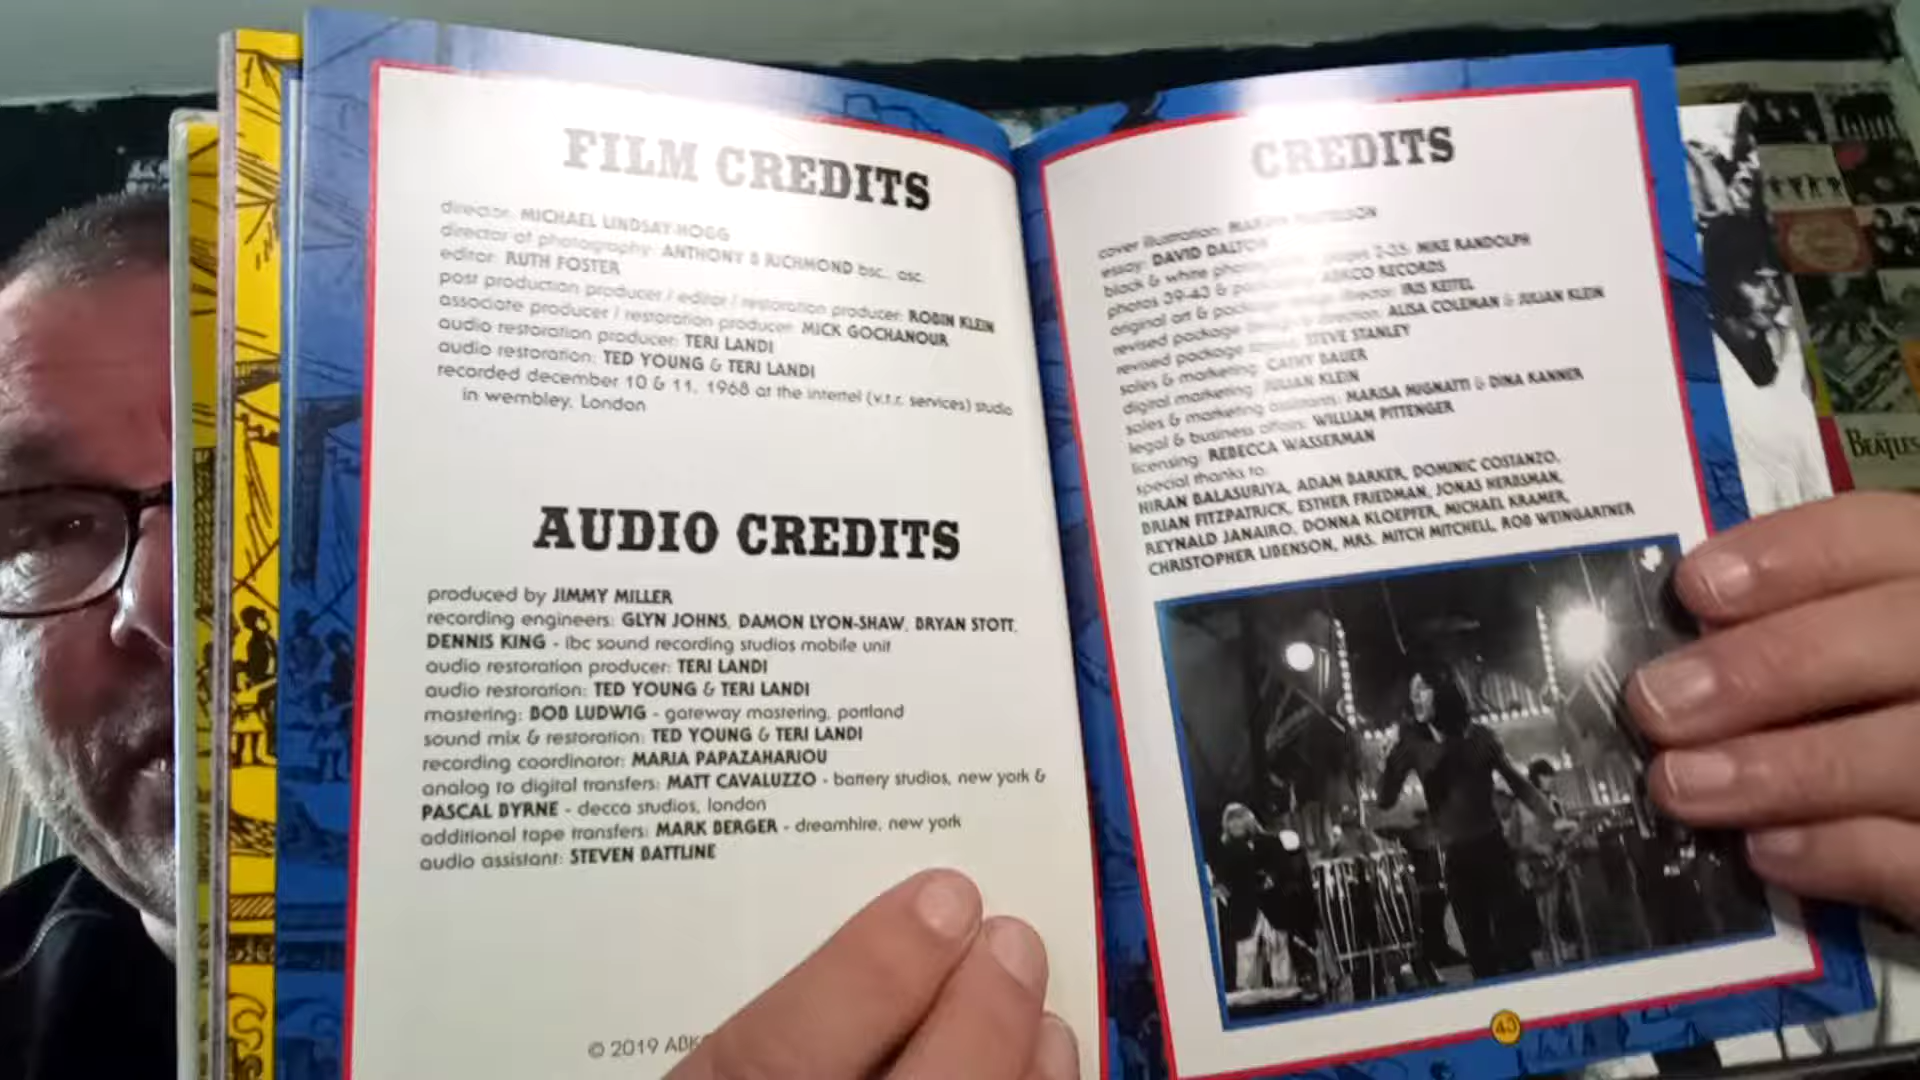 FILM CREDITS
director: MICHAEL LINDSAY-HOGG
director of photography: ANTHONY B RICHMOND bsc., asc.
editor: RUTH FOSTER
post production producer / editor / restoration producer: ROBIN KLEIN
associate producer / restoration producer: MICK GOCHANOUR
audio restoration producer: TERI LANDI
audio restoration: TED YOUNG & TERI LANDI
recorded december 10 & 11, 1968 at the intertel (v.t.r. services) studio
in wembley, London
AUDIO CREDITS
produced by JIMMY MILLER
recording engineers: GLYN JOHNS, DAMON LYON-SHAW, BRYAN STOTT,
DENNIS KING - ibc sound recording studios mobile unit
audio restoration producer: TERI LANDI
audio restoration: TED YOUNG & TERI LANDI
mastering: BOB LUDWIG - gateway mastering, portland
sound mix & restoration: TED YOUNG & TERI LANDI
recording coordinator: MARIA PAPAZAHARIOU
analog to digital transfers: MATT CAVALUZZO - battery studios, new york &
PASCAL BYRNE - decca studios, london
additional tape transfers: MARK BERGER - dreamhire, new york
audio assistant: STEVEN BATTLINE
© 2019 ABK
CREDITS
cover illustration:
essay: DAVID DALTON
black & white pages 2-35: MIKE RANDOLPH
photos 39-43 & ABKCO RECORDS
original art & director: IRIS KEITEL
revised package direction: ALISA COLEMAN & JULIAN KLEIN
revised package STEVE STANLEY
sales & marketing: CATHY BAUER
digital marketing: JULIAN KLEIN
sales & marketing assistants: MARISA MUGNATTI & DINA KANNER
legal & business affairs: WILLIAM PITTENGER
licensing: REBECCA WASSERMAN
special thanks to:
HIRAN BALASURIYA, ADAM BARKER, DOMINIC COSTANZO,
BRIAN FITZPATRICK, ESTHER FRIEDMAN, JONAS HERBSMAN,
REYNALD JANAIRO, DONNA KLOEPFER, MICHAEL KRAMER,
CHRISTOPHER LIBENSON, MRS. MITCH MITCHELL, ROB WEINGARTNER
43
BEATLES